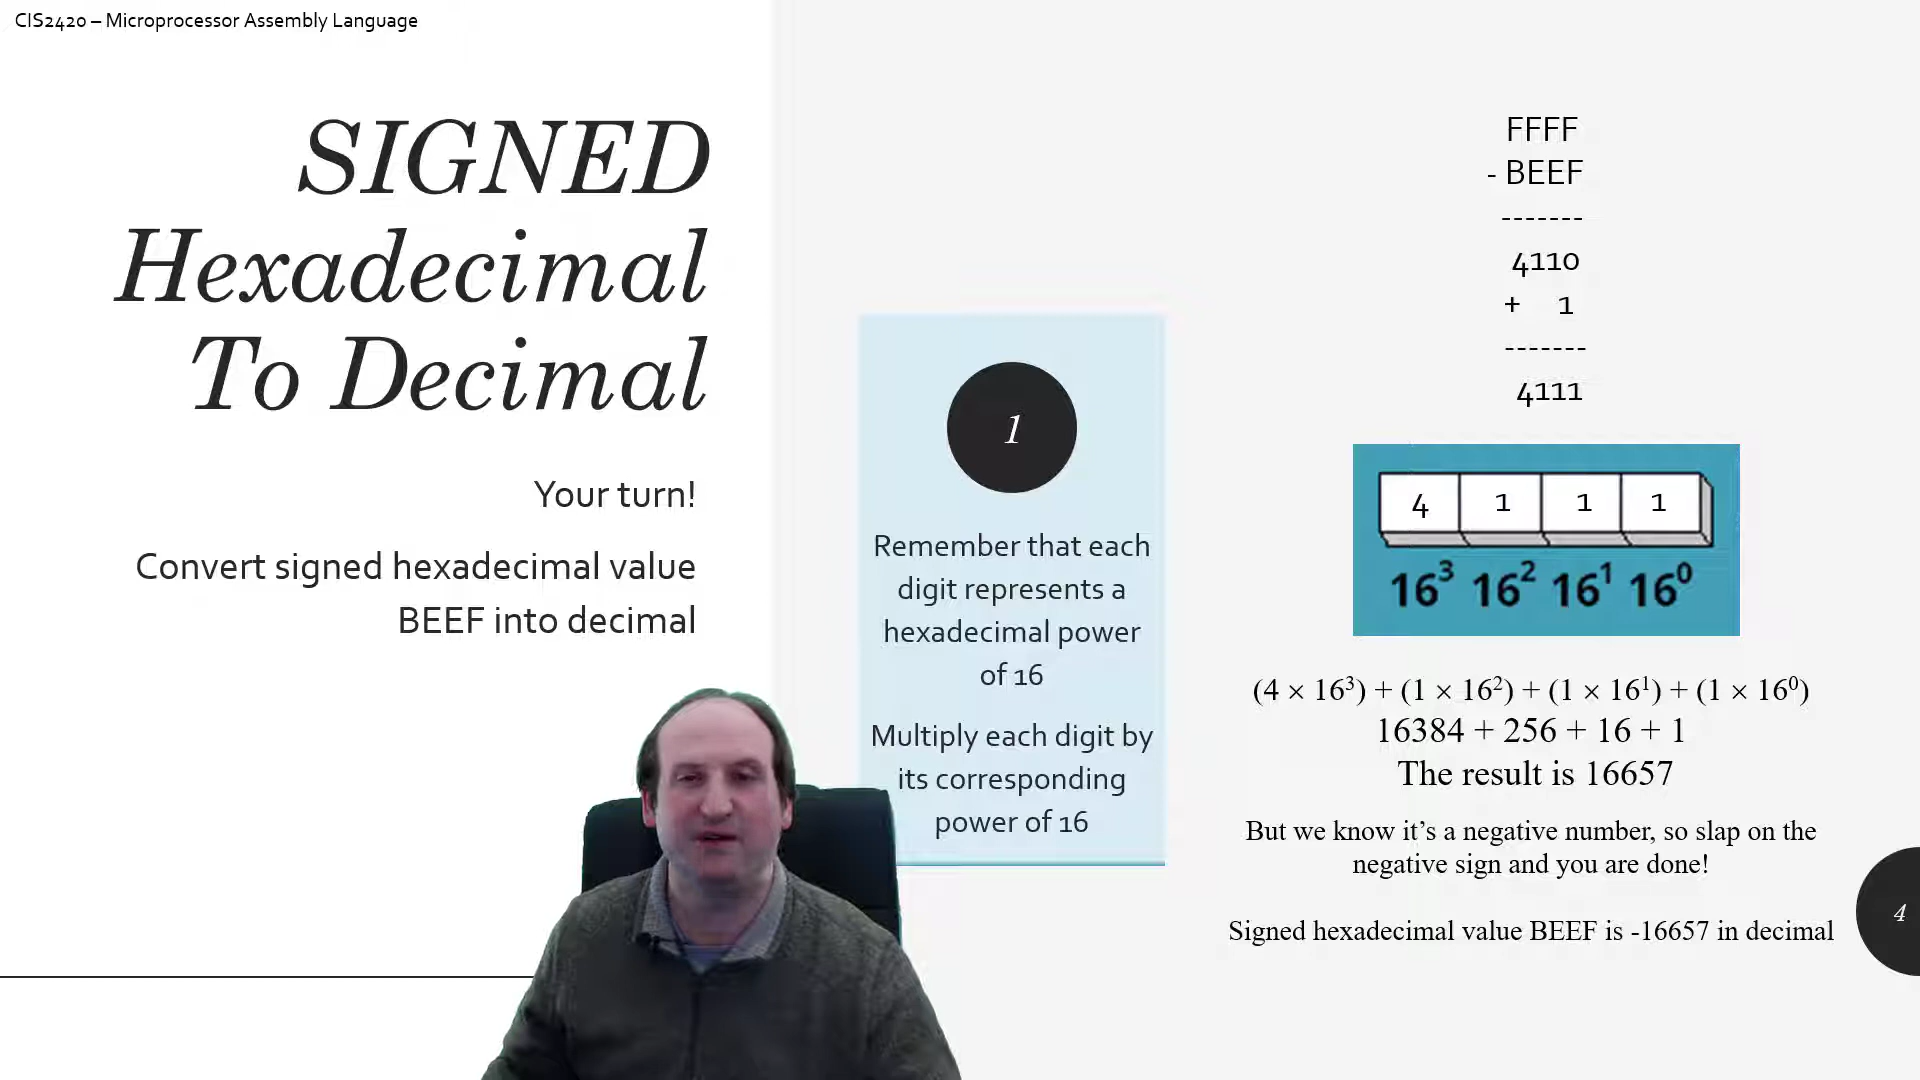 CIS2420 – Microprocessor Assembly Language
SIGNED
Hexadecimal
To Decimal
Your turn!
Convert signed hexadecimal value
BEEF into decimal
1
Remember that each
digit represents a
hexadecimal power
of 16
Multiply each digit by
its corresponding
power of 16
FFFF
- BEEF
-------
4110
+ 1
-------
4111
4 1 1 1
16³ 16² 16¹ 16⁰
(4 × 16³) + (1 × 16²) + (1 × 16¹) + (1 × 16⁰)
16384 + 256 + 16 + 1
The result is 16657
But we know it’s a negative number, so slap on the
negative sign and you are done!
Signed hexadecimal value BEEF is -16657 in decimal
4